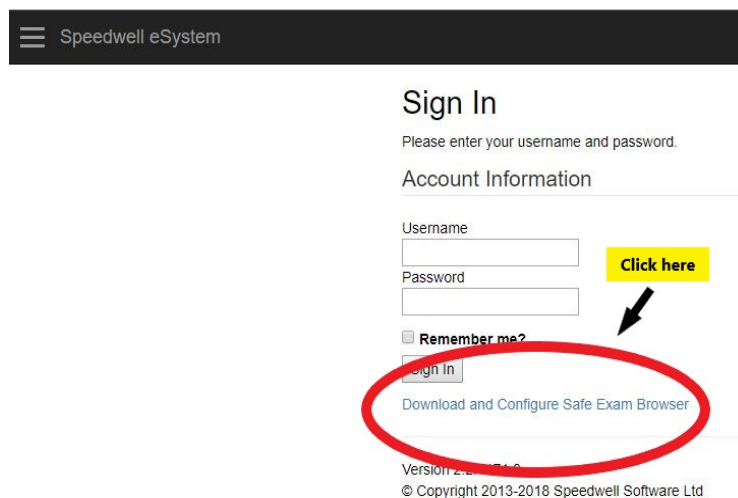 Speedwell eSystem
Sign In
Please enter your username and password.
Account Information
Username
Click here
Password
Remember me?
Sign In
Download and Configure Safe Exam Browser
Version
© Copyright 2013-2018 Speedwell Software Ltd